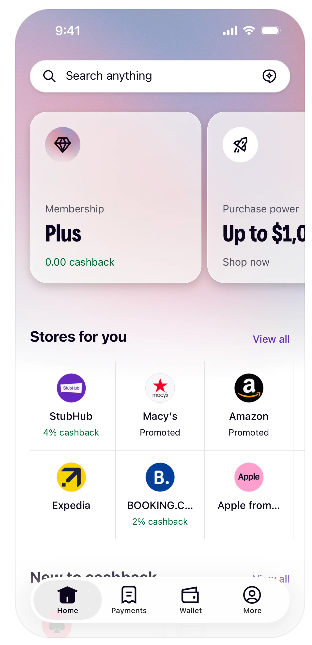 9:41
Search anything
Membership
Plus
0.00 cashback
Purchase power
Up to $1,0
Shop now
Stores for you
View all
StubHub
StubHub
4% cashback
macys
Macy's
Promoted
a
Amazon
Promoted
Expedia
B.
BOOKING.C...
2% cashback
Apple
Apple from...
New to cashback
View all
Home
Payments
Wallet
More